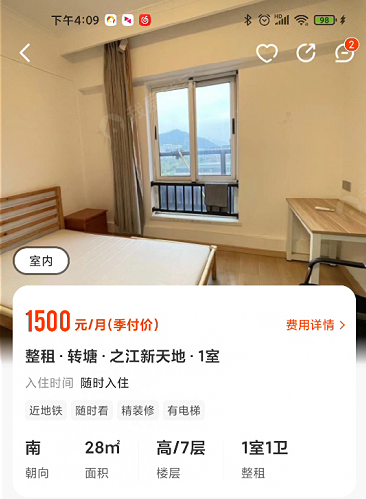 下午4:09
HD
98
2
室内
1500 元/月(季付价)
费用详情
整租 · 转塘 · 之江新天地 · 1室
入住时间 随时入住
近地铁 随时看 精装修 有电梯
南 28㎡ 高/7层 1室1卫
朝向 面积 楼层 整租